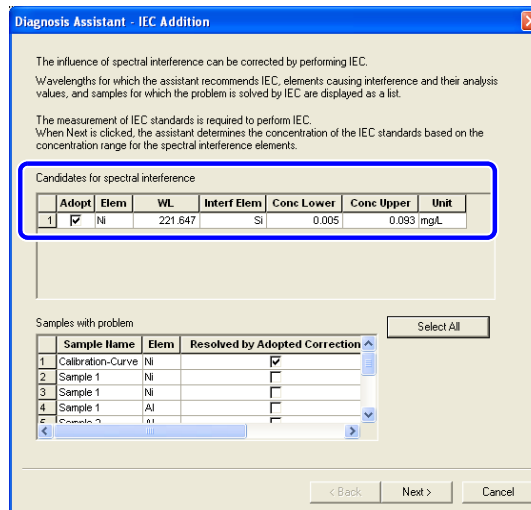 Diagnosis Assistant - IEC Addition
The influence of spectral interference can be corrected by performing IEC.
Wavelengths for which the assistant recommends IEC, elements causing interference and their analysis
values, and samples for which the problem is solved by IEC are displayed as a list.
The measurement of IEC standards is required to perform IEC.
When Next is clicked, the assistant determines the concentration of the IEC standards based on the
concentration range for the spectral interference elements.
Candidates for spectral interference
Adopt Elem WL Interf Elem Conc Lower Conc Upper Unit
1 Ni 221.647 Si 0.005 0.093 mg/L
Samples with problem
Select All
Sample Name Elem Resolved by Adopted Correction
1 Calibration-Curve Ni
2 Sample 1 Ni
3 Sample 1 Ni
4 Sample 1 Al
< Back Next > Cancel